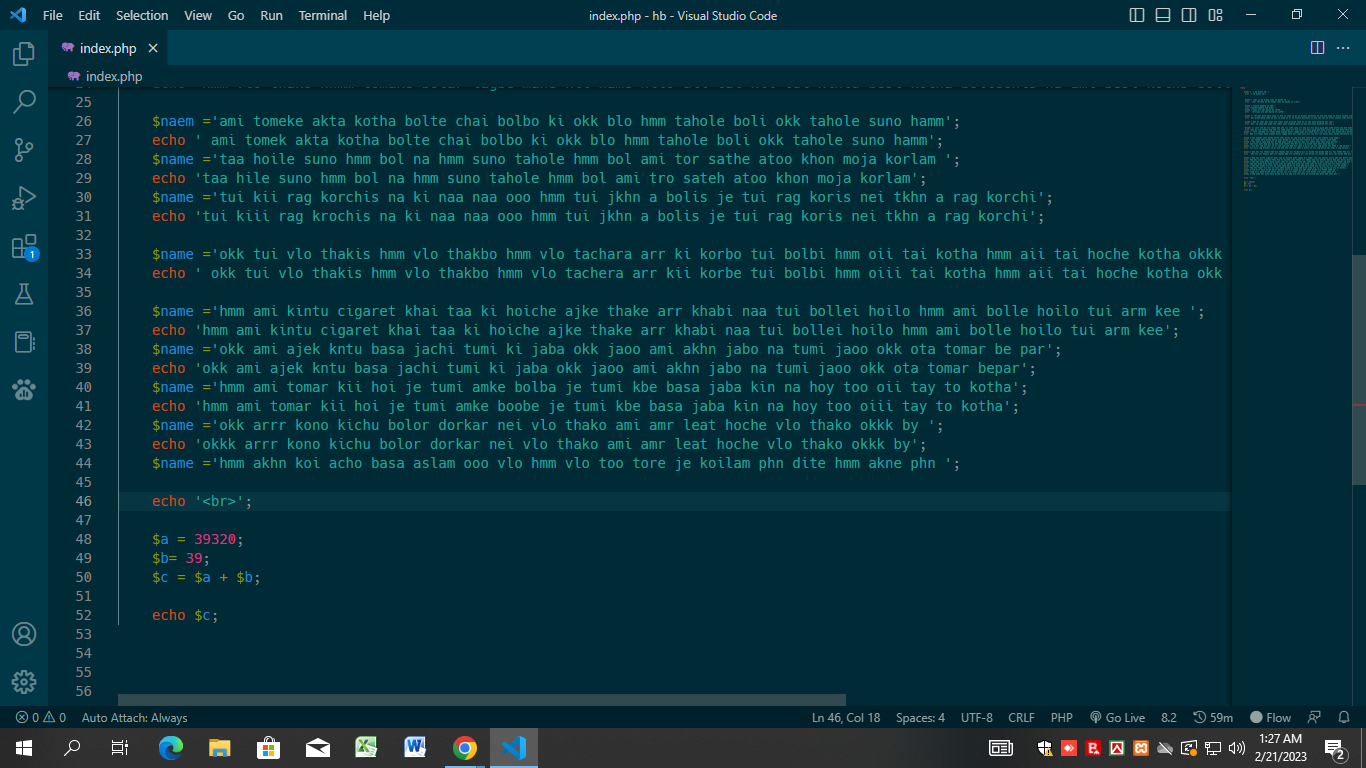 File Edit Selection View Go Run Terminal Help
index.php - hb - Visual Studio Code
index.php
index.php
25
26 $naem ='ami tomeke akta kotha bolte chai bolbo ki okk blo hmm tahole boli okk tahole suno hamm';
27 echo ' ami tomek akta kotha bolte chai bolbo ki okk blo hmm tahole boli okk tahole suno hamm';
28 $name ='taa hoile suno hmm bol na hmm suno tahole hmm bol ami tor sathe atoo khon moja korlam ';
29 echo 'taa hile suno hmm bol na hmm suno tahole hmm bol ami tro sateh atoo khon moja korlam';
30 $name ='tui kii rag korchis na ki naa naa ooo hmm tui jkhn a bolis je tui rag koris nei tkhn a rag korchi';
31 echo 'tui kiii rag krochis na ki naa naa ooo hmm tui jkhn a bolis je tui rag koris nei tkhn a rag korchi';
32
33 $name ='okk tui vlo thakis hmm vlo thakbo hmm vlo tachara arr ki korbo tui bolbi hmm oii tai kotha hmm aii tai hoche kotha okkk
34 echo ' okk tui vlo thakis hmm vlo thakbo hmm vlo tachera arr kii korbe tui bolbi hmm oiii tai kotha hmm aii tai hoche kotha okk
35
36 $name ='hmm ami kintu cigaret khai taa ki hoiche ajke thake arr khabi naa tui bollei hoilo hmm ami bolle hoilo tui arm kee ';
37 echo 'hmm ami kintu cigaret khai taa ki hoiche ajke thake arr khabi naa tui bollei hoilo hmm ami bolle hoilo tui arm kee';
38 $name ='okk ami ajek kntu basa jachi tumi ki jaba okk jaoo ami akhn jabo na tumi jaoo okk ota tomar be par';
39 echo 'okk ami ajek kntu basa jachi tumi ki jaba okk jaoo ami akhn jabo na tumi jaoo okk ota tomar bepar';
40 $name ='hmm ami tomar kii hoi je tumi amke bolba je tumi kbe basa jaba kin na hoy too oii tay to kotha';
41 echo 'hmm ami tomar kii hoi je tumi amke boobe je tumi kbe basa jaba kin na hoy too oiii tay to kotha';
42 $name ='okk arrr kono kichu bolor dorkar nei vlo thako ami amr leat hoche vlo thako okkk by ';
43 echo 'okkk arrr kono kichu bolor dorkar nei vlo thako ami amr leat hoche vlo thako okkk by';
44 $name ='hmm akhn koi acho basa aslam ooo vlo hmm vlo too tore je koilam phn dite hmm akne phn ';
45
46 echo '<br>';
47
48 $a = 39320;
49 $b= 39;
50 $c = $a + $b;
51
52 echo $c;
53
54
55
56
1
0 0 Auto Attach: Always Ln 46, Col 18 Spaces: 4 UTF-8 CRLF PHP Go Live 8.2 59m Flow
1:27 AM
2/21/2023
2